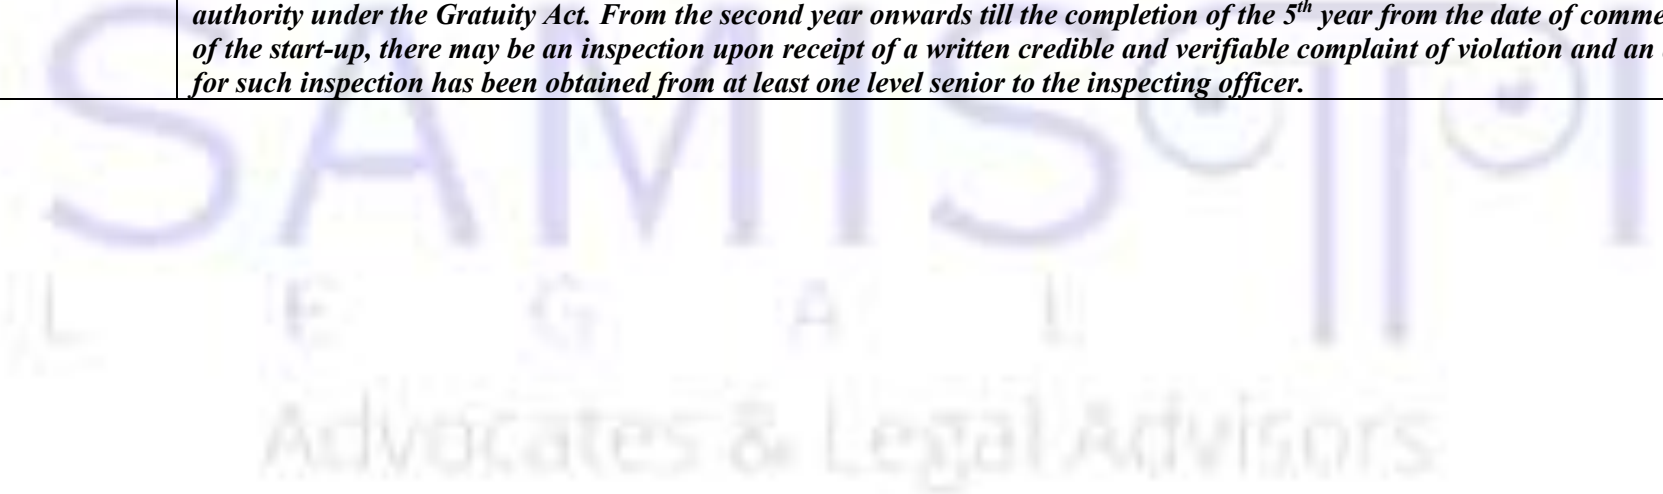 authority under the Gratuity Act. From the second year onwards till the completion of the 5th year from the date of comme
of the start-up, there may be an inspection upon receipt of a written credible and verifiable complaint of violation and an
for such inspection has been obtained from at least one level senior to the inspecting officer.
L E G A L
Advocates & Legal Advisors